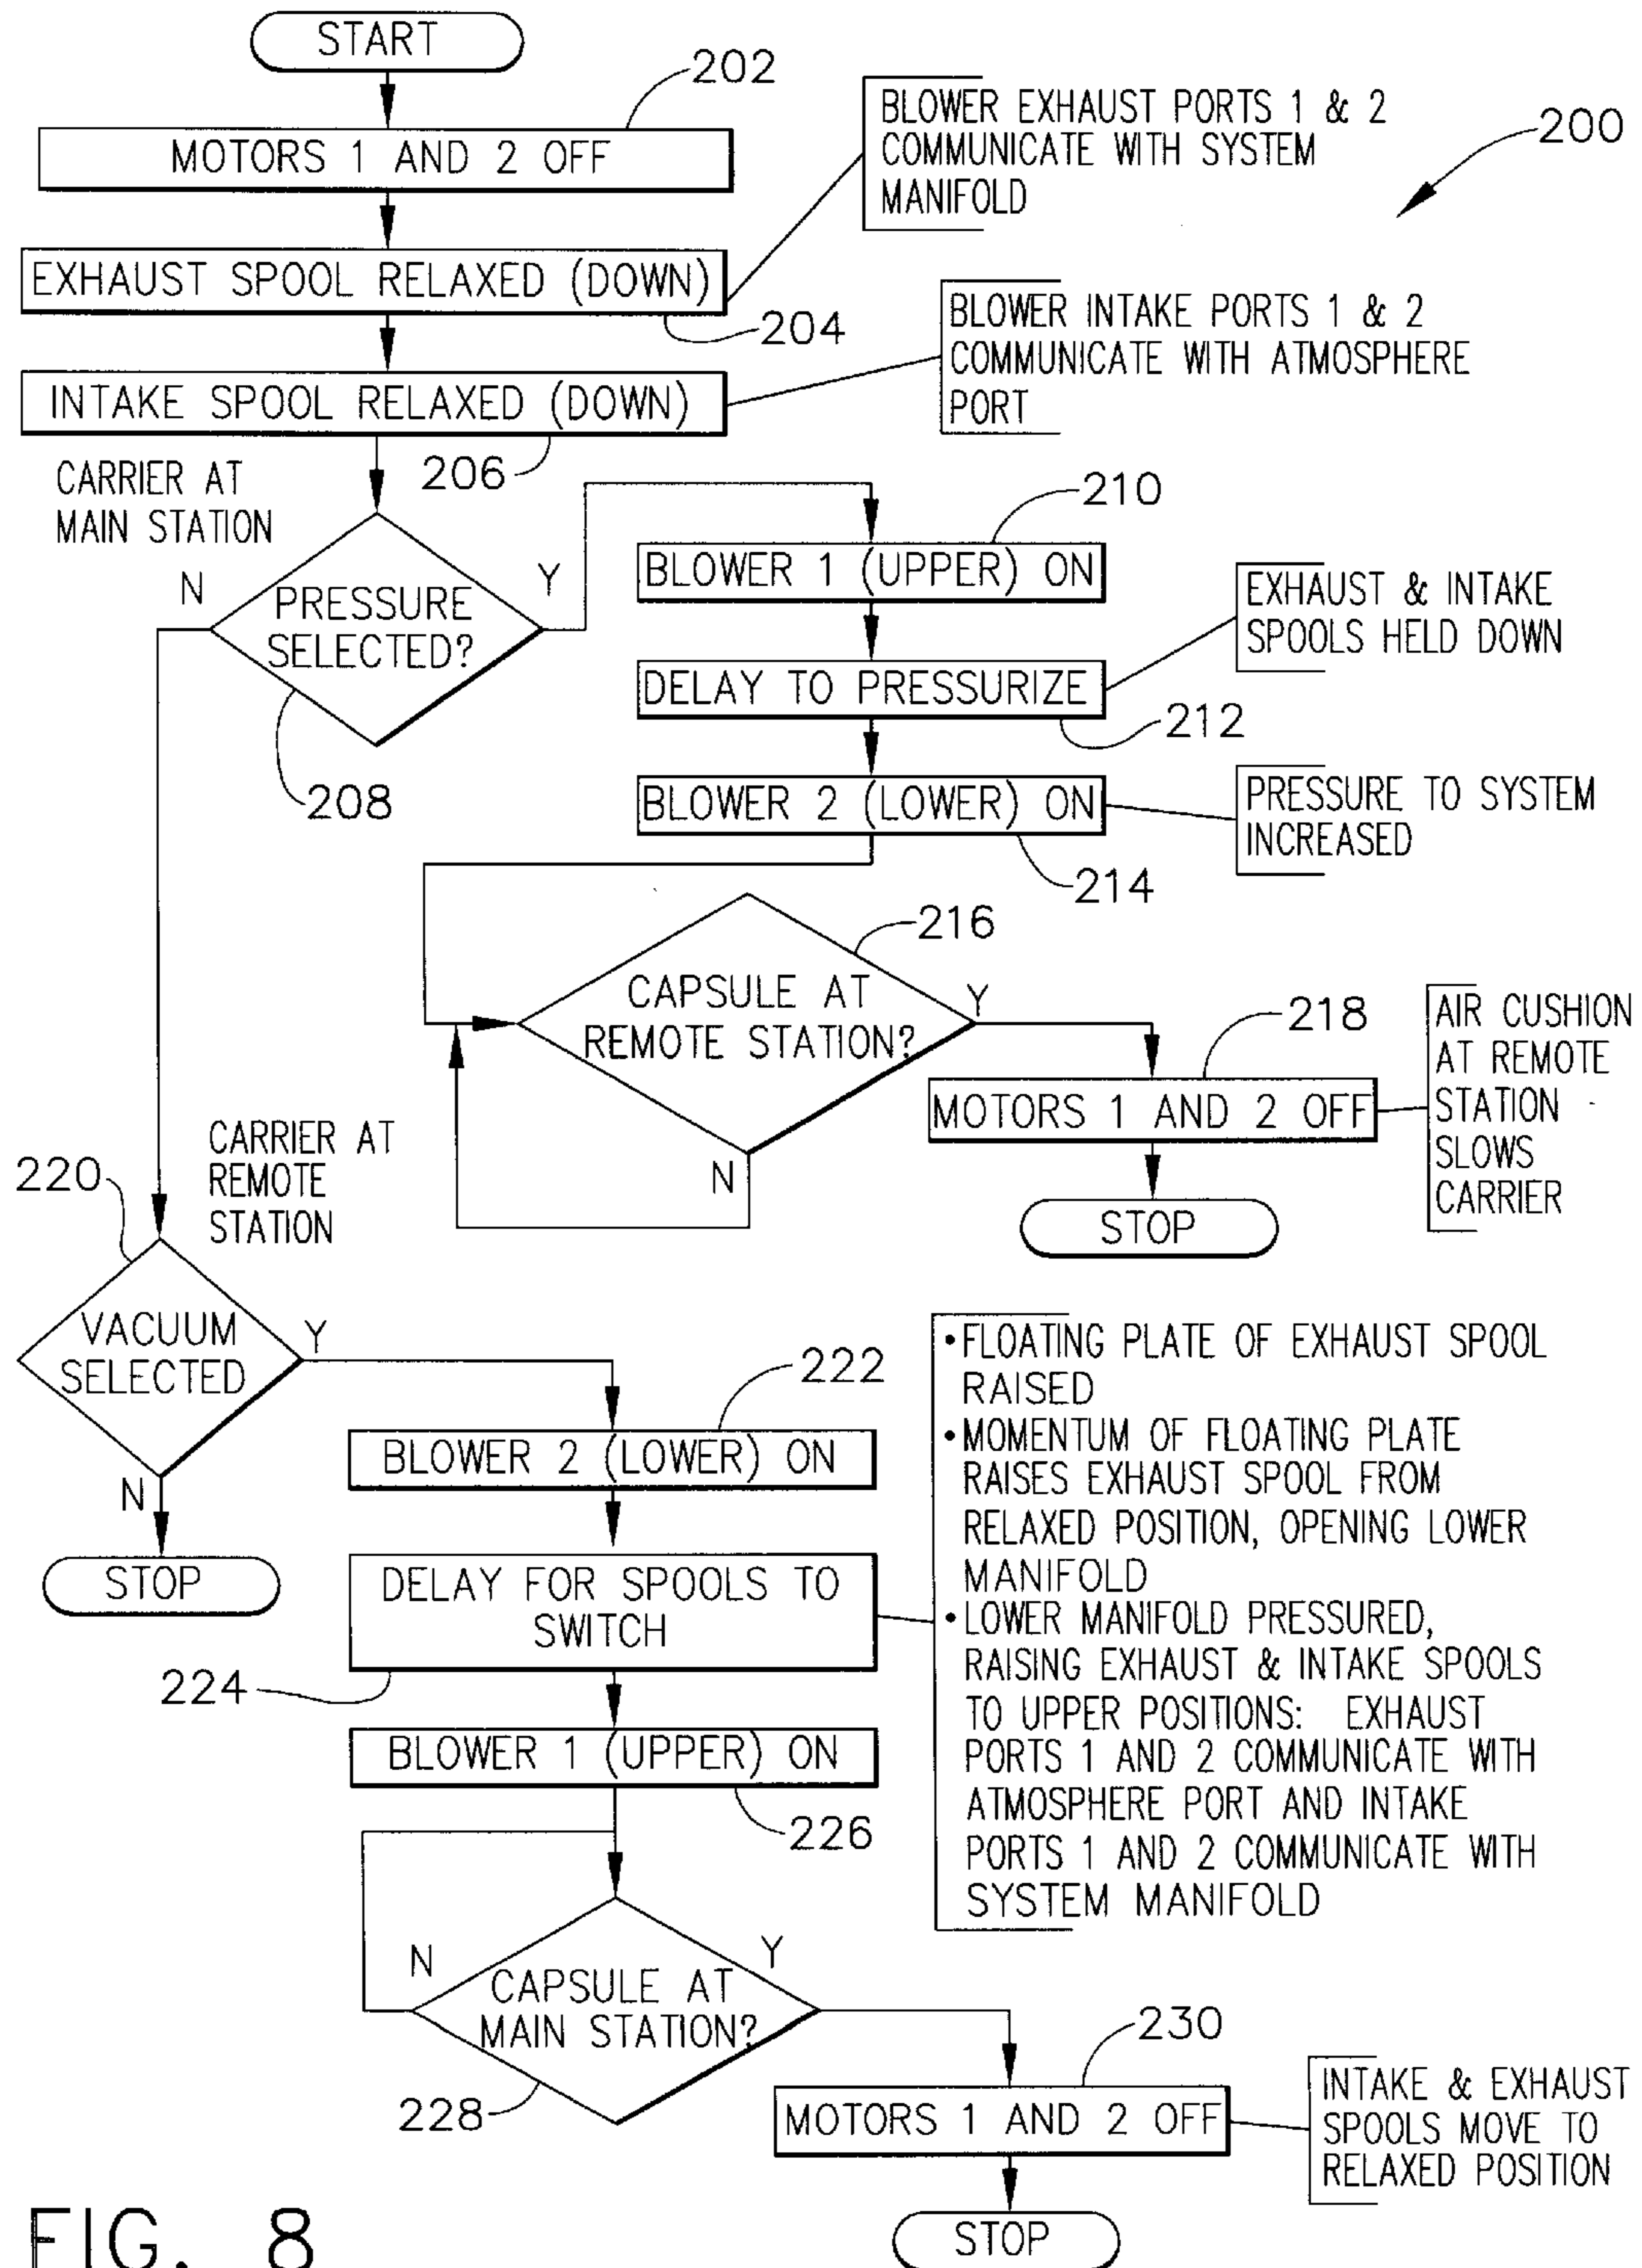 START
202
MOTORS 1 AND 2 OFF
BLOWER EXHAUST PORTS 1 & 2
COMMUNICATE WITH SYSTEM
MANIFOLD
200
EXHAUST SPOOL RELAXED (DOWN)
204
BLOWER INTAKE PORTS 1 & 2
COMMUNICATE WITH ATMOSPHERE
PORT
INTAKE SPOOL RELAXED (DOWN)
206
CARRIER AT
MAIN STATION
N
Y
PRESSURE
SELECTED?
208
210
BLOWER 1 (UPPER) ON
EXHAUST & INTAKE
SPOOLS HELD DOWN
DELAY TO PRESSURIZE
212
BLOWER 2 (LOWER) ON
PRESSURE TO SYSTEM
INCREASED
214
216
CAPSULE AT
REMOTE STATION?
Y
N
218
MOTORS 1 AND 2 OFF
AIR CUSHION
AT REMOTE
STATION
SLOWS
CARRIER
STOP
CARRIER AT
REMOTE
STATION
220
VACUUM
SELECTED
Y
N
STOP
222
BLOWER 2 (LOWER) ON
DELAY FOR SPOOLS TO
SWITCH
224
•FLOATING PLATE OF EXHAUST SPOOL
RAISED
•MOMENTUM OF FLOATING PLATE
RAISES EXHAUST SPOOL FROM
RELAXED POSITION, OPENING LOWER
MANIFOLD
•LOWER MANIFOLD PRESSURED,
RAISING EXHAUST & INTAKE SPOOLS
TO UPPER POSITIONS: EXHAUST
PORTS 1 AND 2 COMMUNICATE WITH
ATMOSPHERE PORT AND INTAKE
PORTS 1 AND 2 COMMUNICATE WITH
SYSTEM MANIFOLD
BLOWER 1 (UPPER) ON
226
N
Y
CAPSULE AT
MAIN STATION?
228
230
MOTORS 1 AND 2 OFF
INTAKE & EXHAUST
SPOOLS MOVE TO
RELAXED POSITION
STOP
FIG. 8